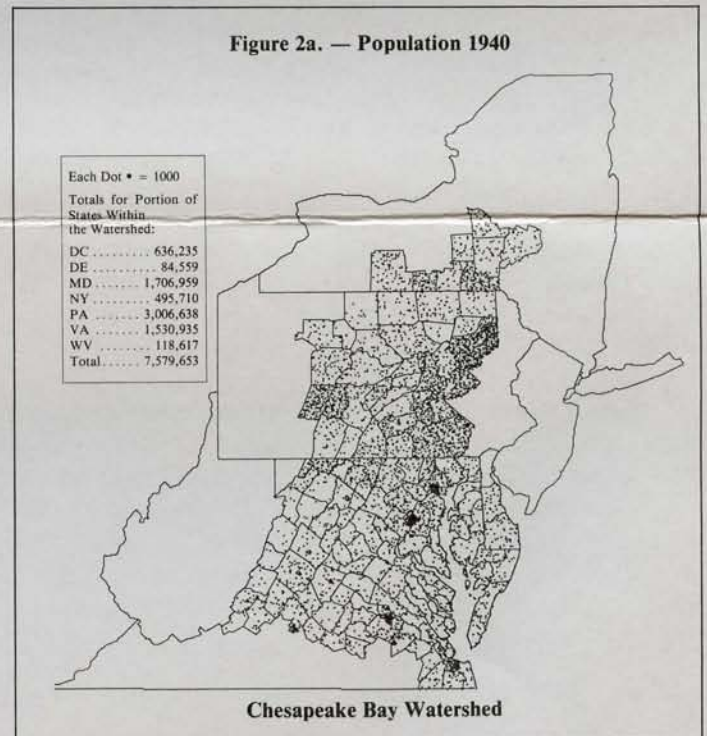 Figure 2a. — Population 1940
Each Dot • = 1000
Totals for Portion of
States Within
the Watershed:
DC ......... 636,235
DE .......... 84,559
MD ........ 1,706,959
NY ......... 495,710
PA ........ 3,006,638
VA ........ 1,530,935
WV ........ 118,617
Total ...... 7,579,653
Chesapeake Bay Watershed